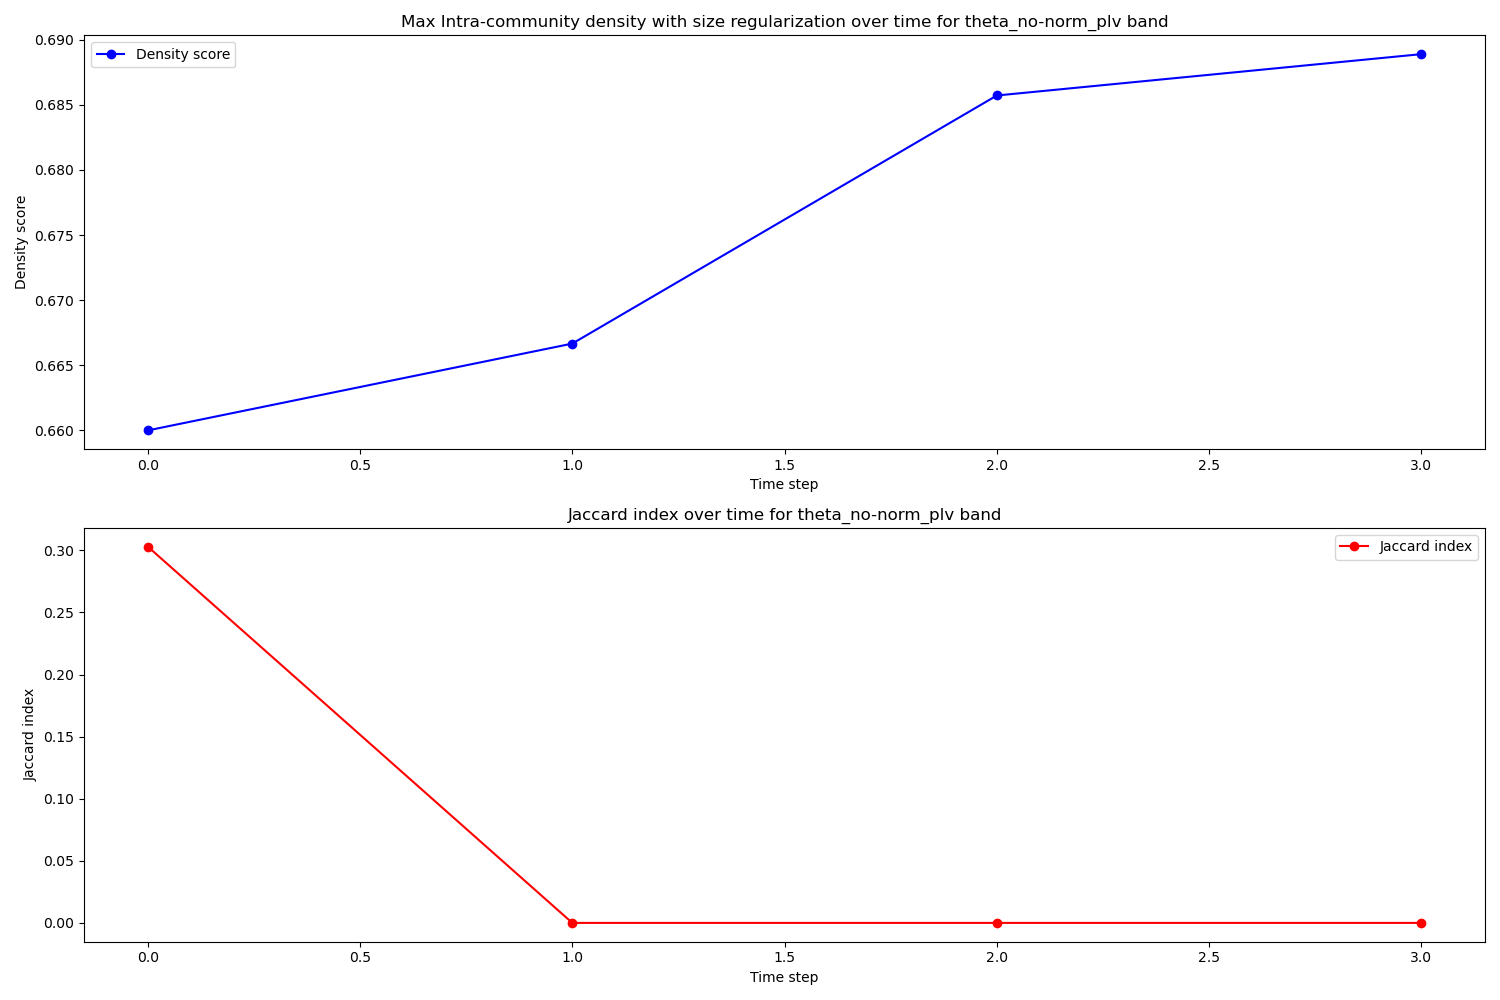 Max Intra-community density with size regularization over time for theta_no-norm_plv band
Density score
0.690
0.685
0.680
0.675
0.670
0.665
0.660
Density score
0.0 0.5 1.0 1.5 2.0 2.5 3.0
Time step
Jaccard index over time for theta_no-norm_plv band
Jaccard index
0.30
0.25
0.20
0.15
0.10
0.05
0.00
Jaccard index
0.0 0.5 1.0 1.5 2.0 2.5 3.0
Time step